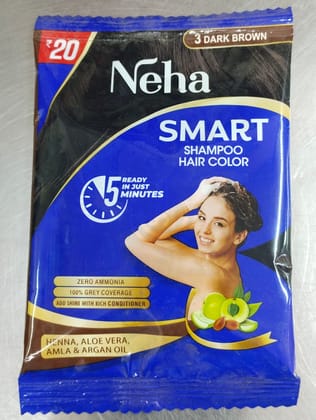 ₹20
3 DARK BROWN
Neha
SMART
SHAMPOO
HAIR COLOR
5 READY
IN JUST
MINUTES
ZERO AMMONIA
100% GREY COVERAGE
ADD SHINE WITH RICH CONDITIONER
HENNA, ALOE VERA,
AMLA & ARGAN OIL